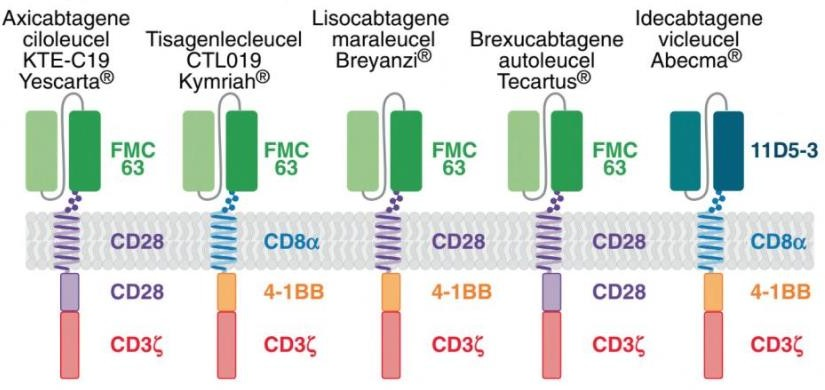 Axicabtagene
ciloleucel
KTE-C19
Yescarta®
Tisagenlecleucel
CTL019
Kymriah®
Lisocabtagene
maraleucel
Breyanzi®
Brexucabtagene
autoleucel
Tecartus®
Idecabtagene
vicleucel
Abecma®
FMC
63
FMC
63
FMC
63
FMC
63
11D5-3
CD28
CD8α
CD28
CD28
CD8α
CD28
4-1BB
4-1BB
CD28
4-1BB
CD3ζ
CD3ζ
CD3ζ
CD3ζ
CD3ζ